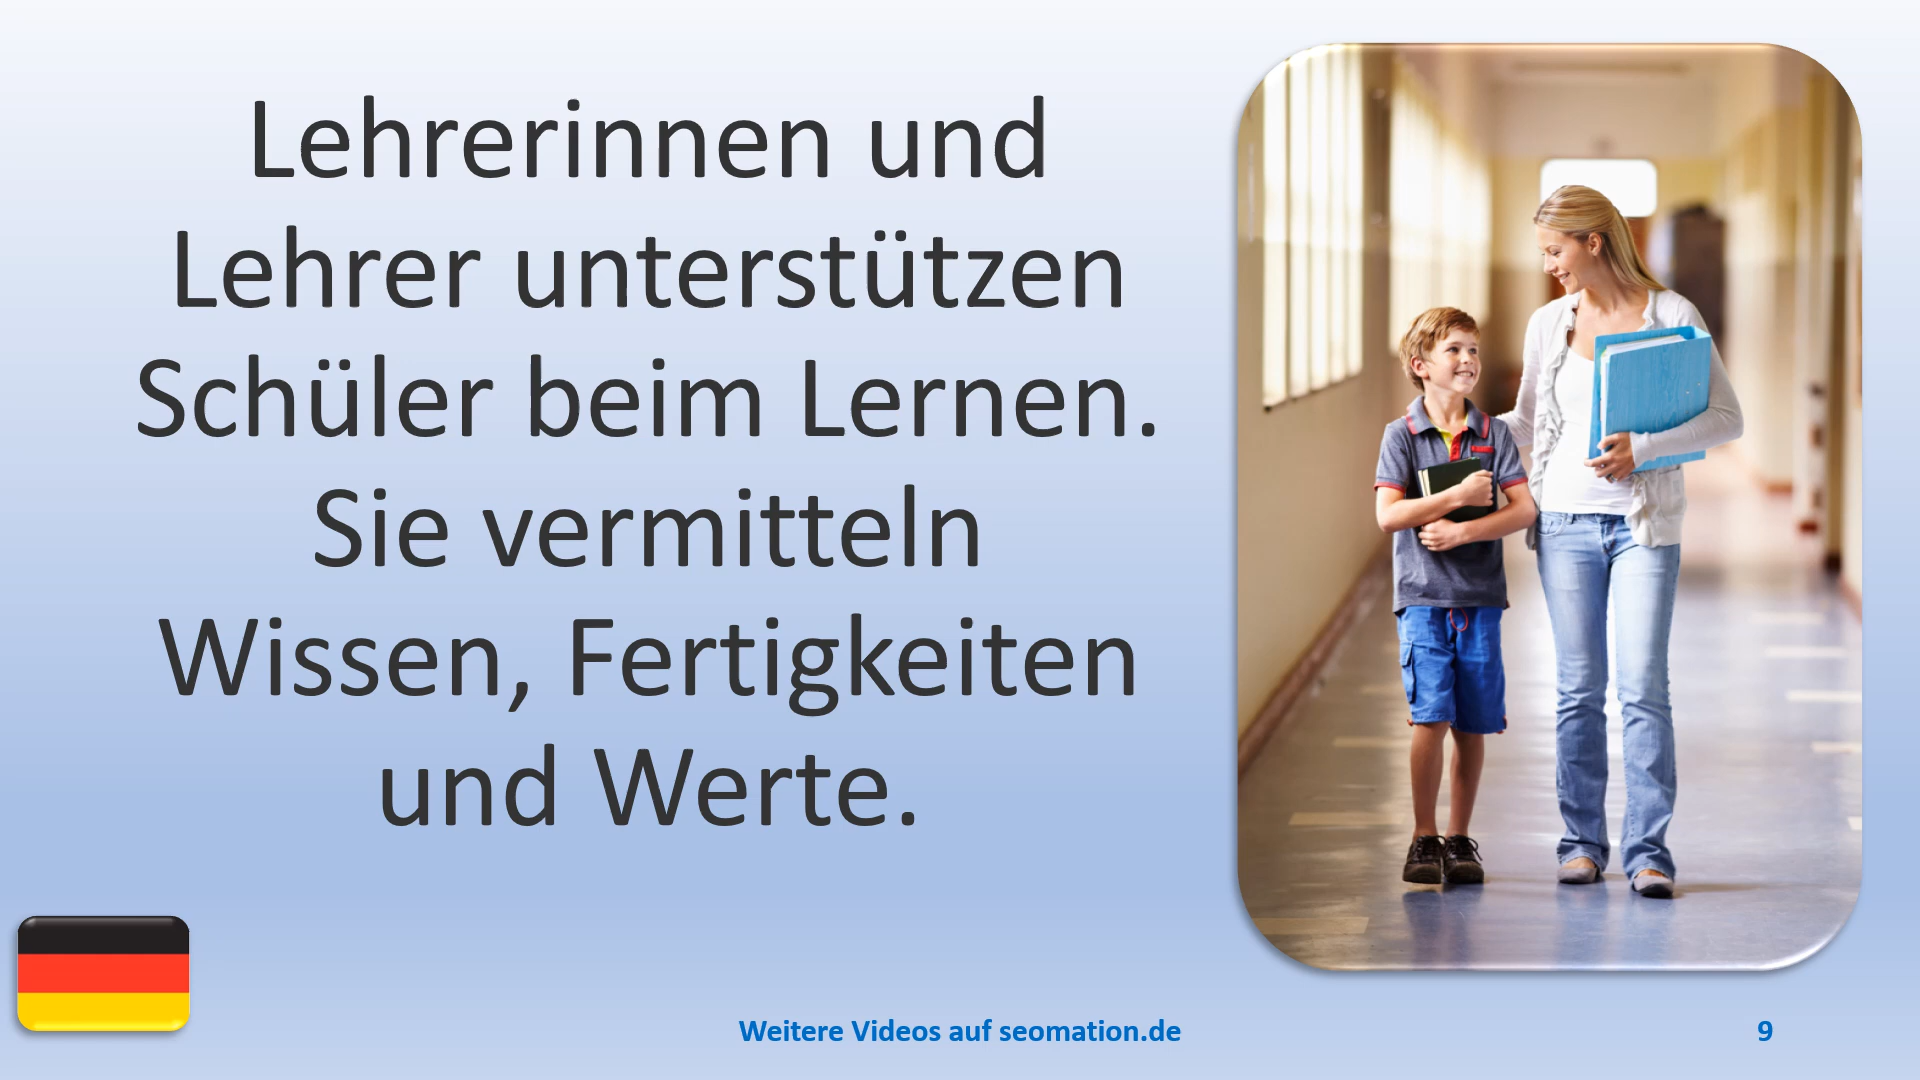 Lehrerinnen und
Lehrer unterstützen
Schüler beim Lernen.
Sie vermitteln
Wissen, Fertigkeiten
und Werte.
Weitere Videos auf seomation.de
9